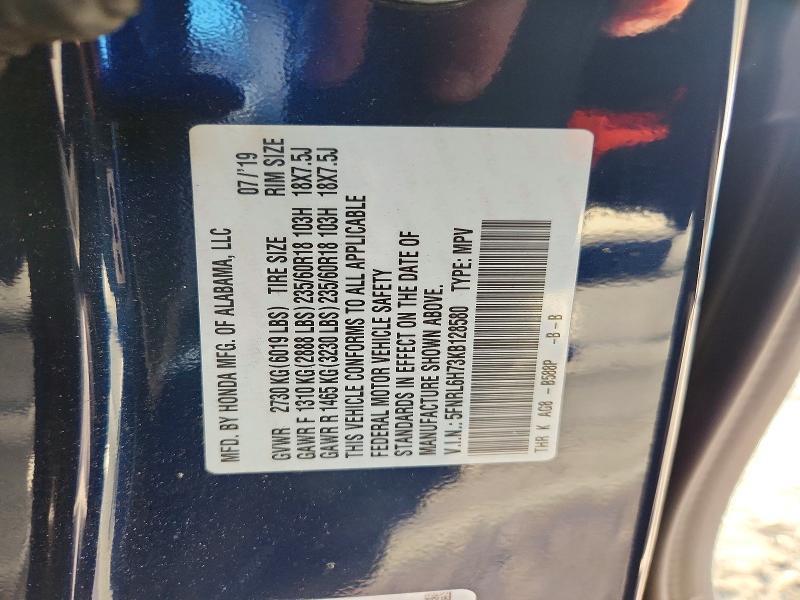 MFD. BY HONDA MFG. OF ALABAMA, LLC 07/'19
GVWR 2730 KG (6019 LBS) TIRE SIZE RIM SIZE
GAWR F 1310 KG (2888 LBS) 235/60R18 103H 18X7.5J
GAWR R 1465 KG (3230 LBS) 235/60R18 103H 18X7.5J
THIS VEHICLE CONFORMS TO ALL APPLICABLE
FEDERAL MOTOR VEHICLE SAFETY
STANDARDS IN EFFECT ON THE DATE OF
MANUFACTURE SHOWN ABOVE.
V.I.N.: 5FNRL6H73KB128580 TYPE: MPV
THR K AG8 - B588P -B -B